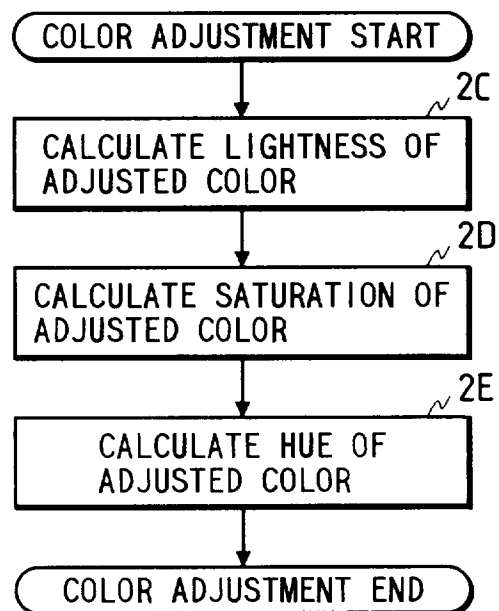 COLOR ADJUSTMENT START
2C
CALCULATE LIGHTNESS OF
ADJUSTED COLOR
2D
CALCULATE SATURATION OF
ADJUSTED COLOR
2E
CALCULATE HUE OF
ADJUSTED COLOR
COLOR ADJUSTMENT END